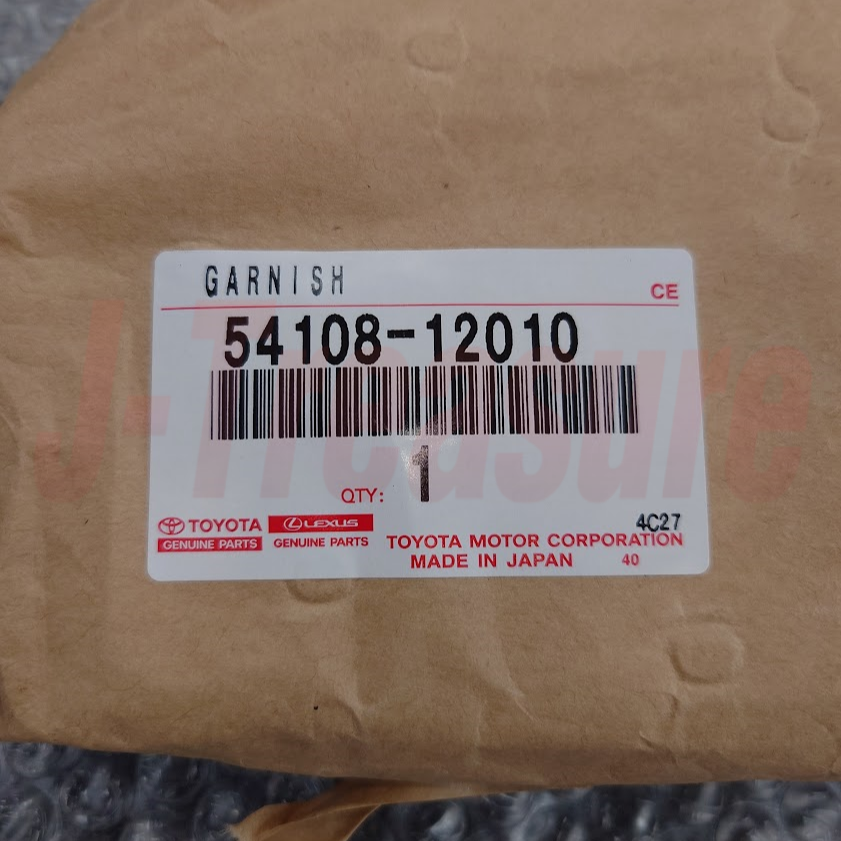 GARNISH
CE
54108-12010
J-Treasure
QTY: 1
TOYOTA
GENUINE PARTS
LEXUS
GENUINE PARTS
4C27
TOYOTA MOTOR CORPORATION
MADE IN JAPAN
40